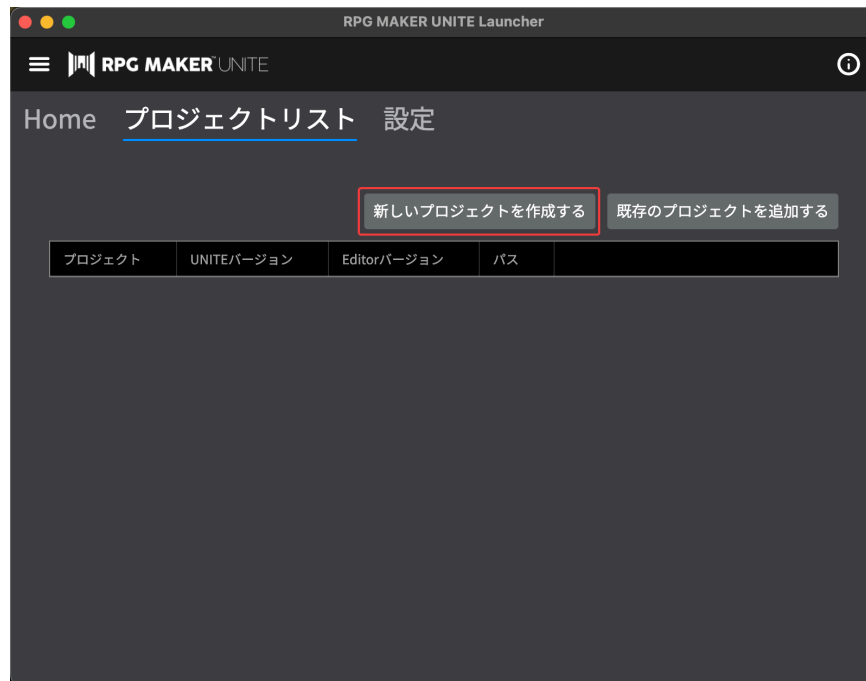 RPG MAKER UNITE Launcher
RPG MAKER™ UNITE
Home プロジェクトリスト 設定
新しいプロジェクトを作成する 既存のプロジェクトを追加する
プロジェクト UNITEバージョン Editorバージョン パス